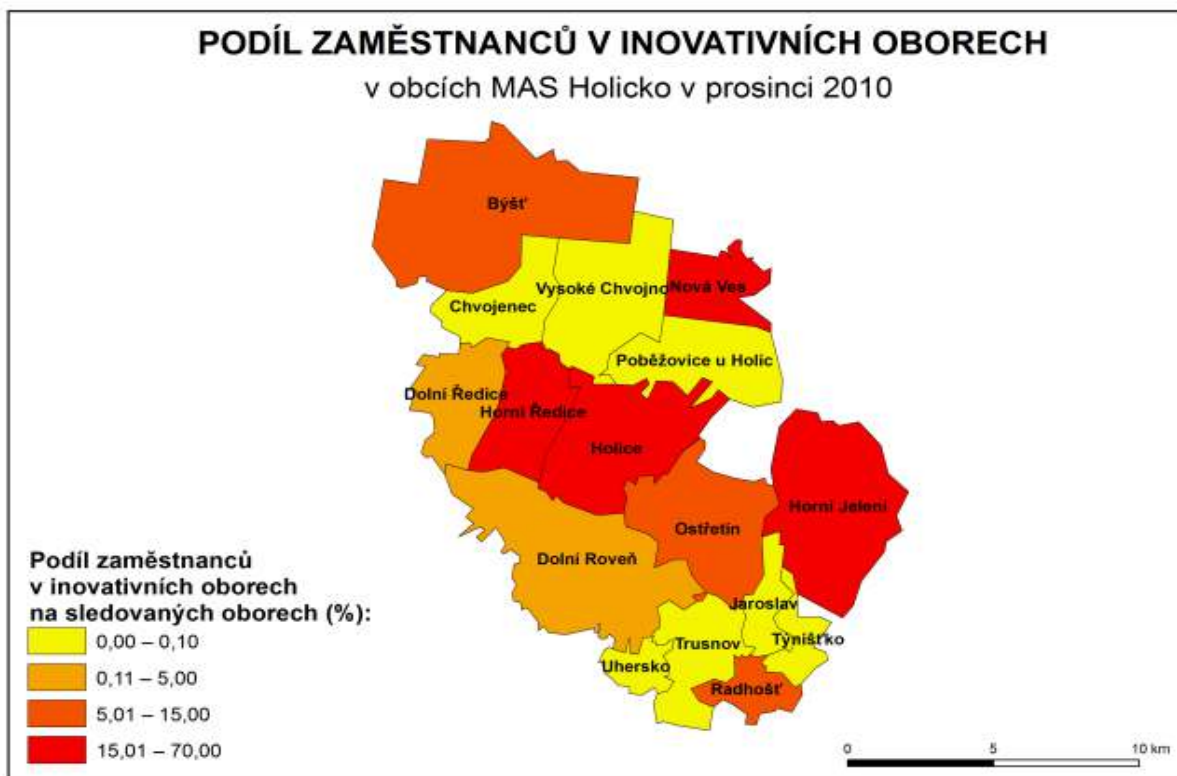 PODÍL ZAMĚSTNANCŮ V INOVATIVNÍCH OBORECH
v obcích MAS Holicko v prosinci 2010
Býšť
Vysoké Chvojno
Nová Ves
Chvojenec
Poběžovice u Holic
Dolní Ředice
Horní Ředice
Holice
Horní Jelení
Ostřetín
Dolní Roveň
Jaroslav
Týnišťko
Trusnov
Uhersko
Radhošť
Podíl zaměstnanců
v inovativních oborech
na sledovaných oborech (%):
0,00 – 0,10
0,11 – 5,00
5,01 – 15,00
15,01 – 70,00
0 5 10 km